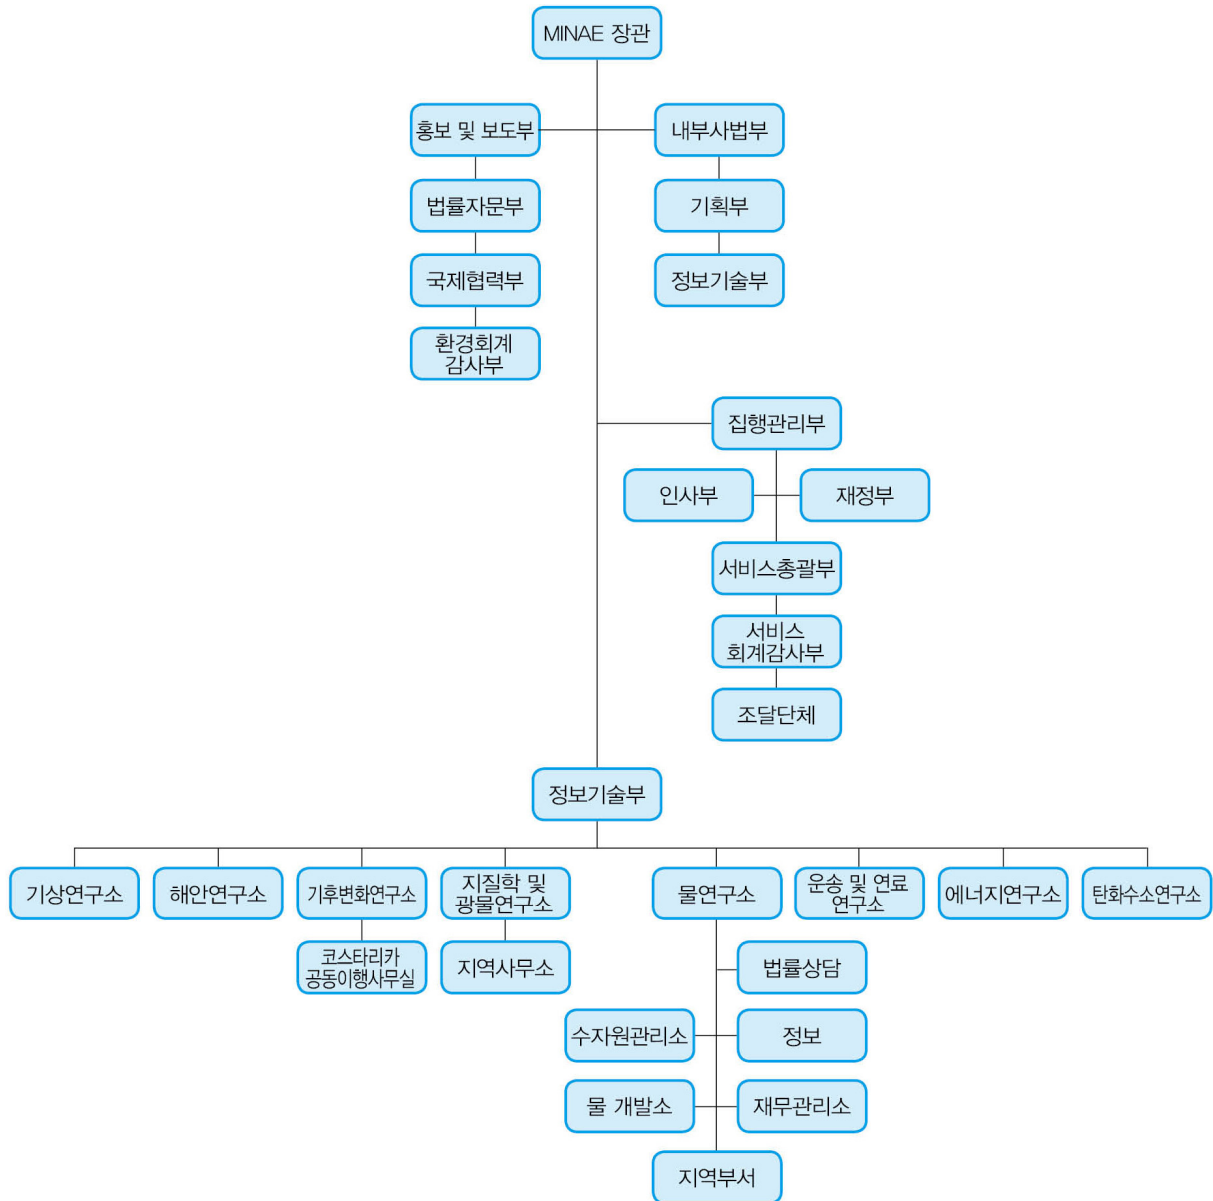 MINAE 장관
홍보 및 보도부
내부사법부
법률자문부
기획부
국제협력부
정보기술부
환경회계
감사부
집행관리부
인사부
재정부
서비스총괄부
서비스
회계감사부
조달단체
정보기술부
기상연구소
해안연구소
기후변화연구소
지질학 및
광물연구소
물연구소
운송 및 연료
연구소
에너지연구소
탄화수소연구소
코스타리카
공동이행사무실
지역사무소
법률상담
수자원관리소
정보
물 개발소
재무관리소
지역부서